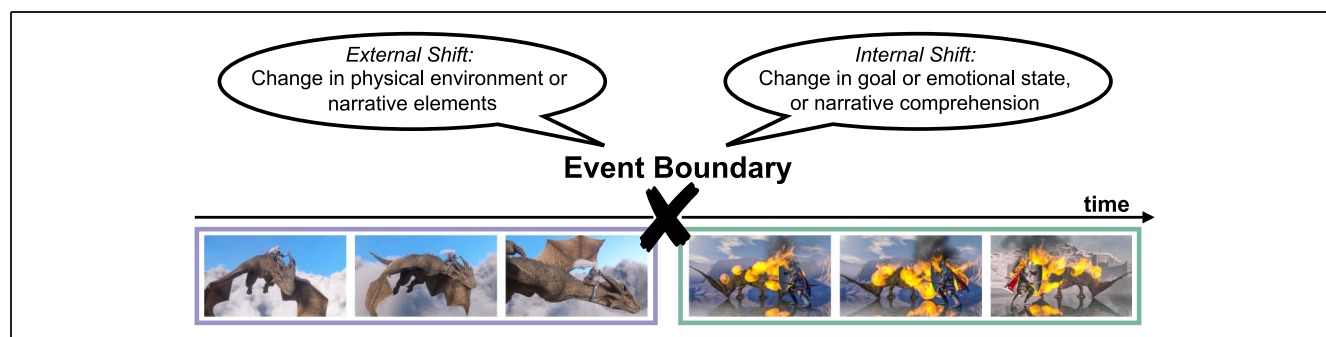 External Shift:
Change in physical environment or
narrative elements
Internal Shift:
Change in goal or emotional state,
or narrative comprehension
Event Boundary
time